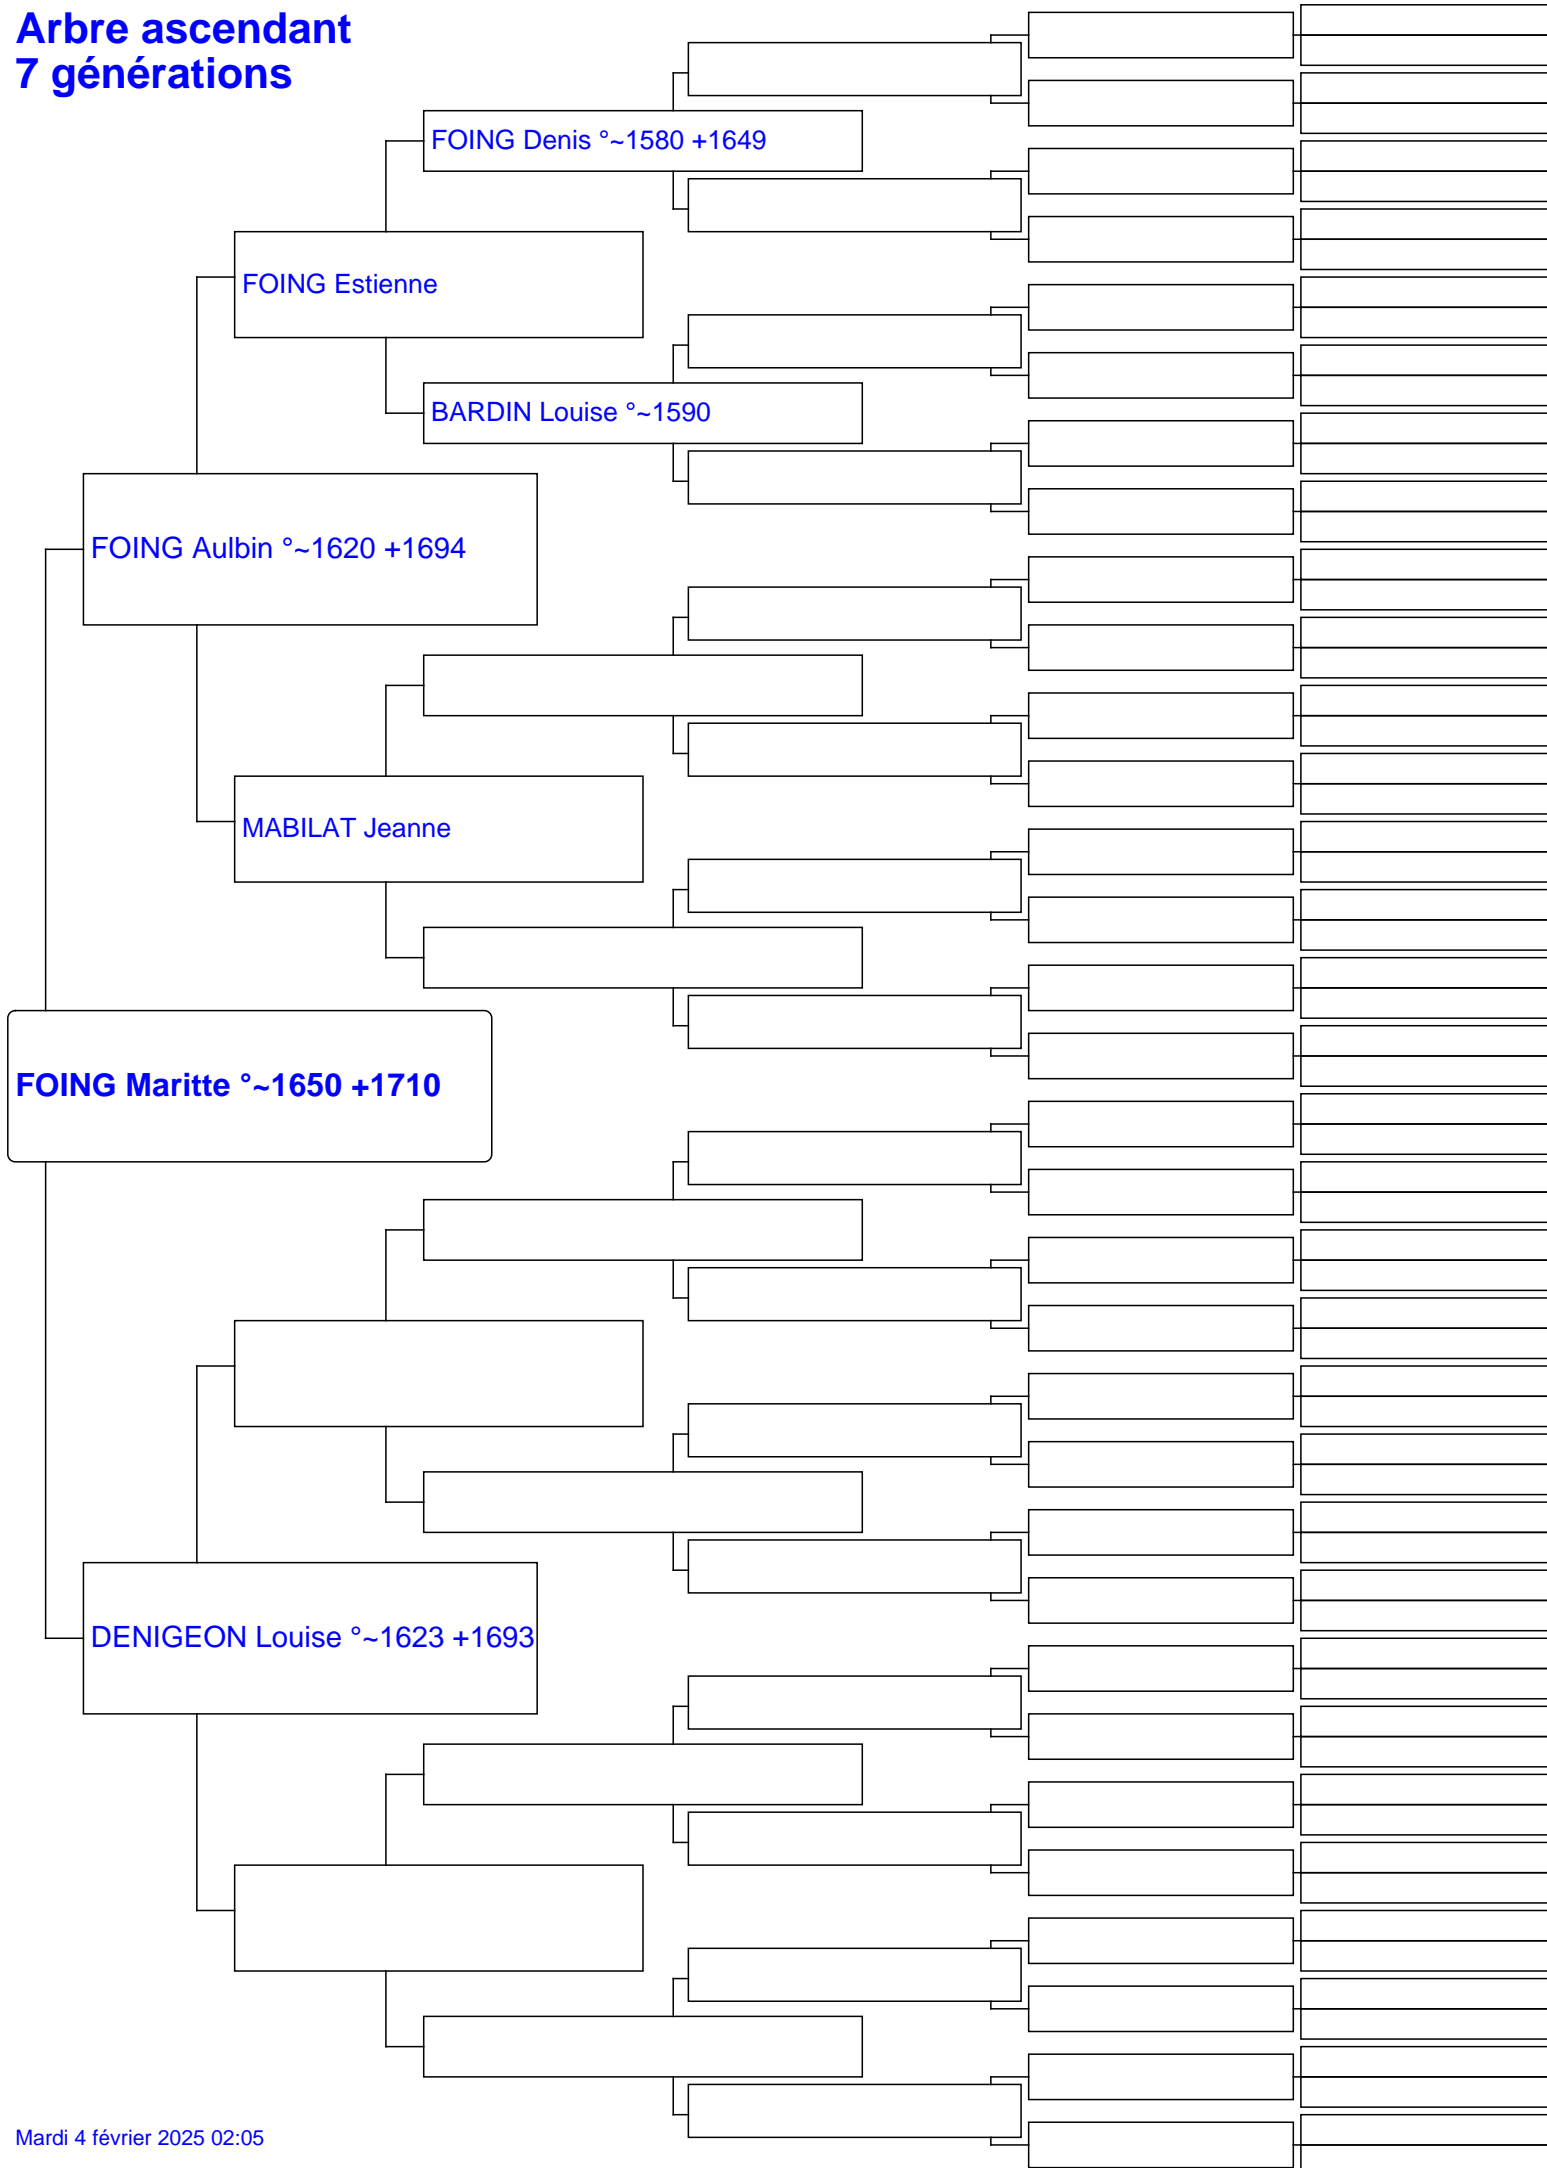 Arbre ascendant
7 générations
FOING Denis °~1580 +1649
FOING Estienne
BARDIN Louise °~1590
FOING Aulbin °~1620 +1694
MABILAT Jeanne
FOING Maritte °~1650 +1710
DENIGEON Louise °~1623 +1693
Mardi 4 février 2025 02:05